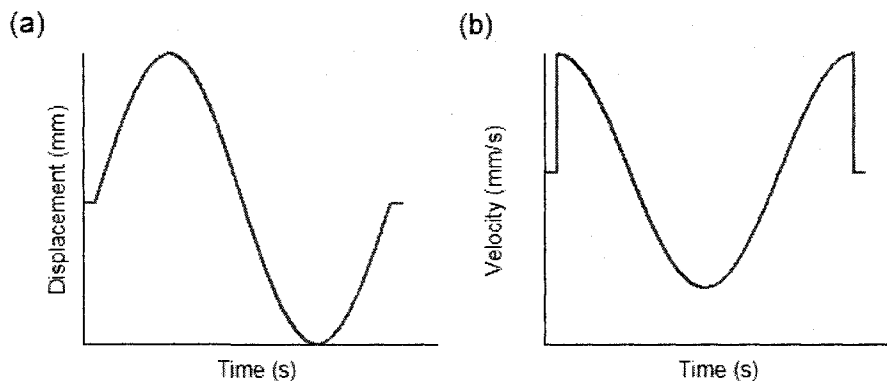 (a)
Displacement (mm)
Time (s)
(b)
Velocity (mm/s)
Time (s)